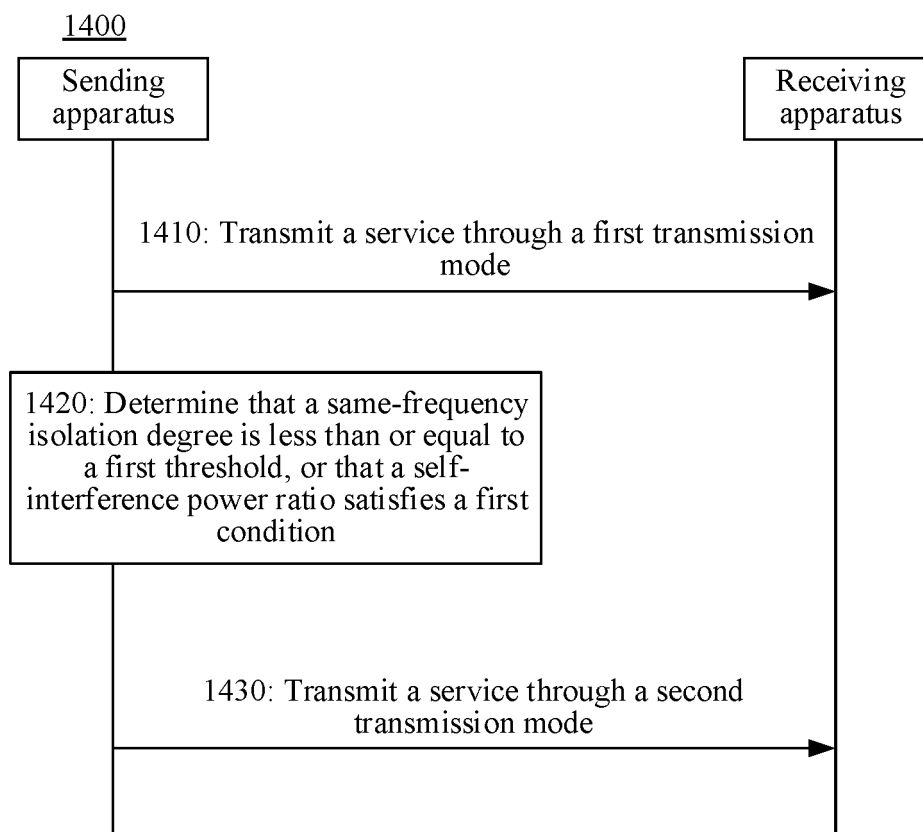 1400
Sending
apparatus
Receiving
apparatus
1410: Transmit a service through a first transmission
mode
1420: Determine that a same-frequency
isolation degree is less than or equal to
a first threshold, or that a self-
interference power ratio satisfies a first
condition
1430: Transmit a service through a second
transmission mode